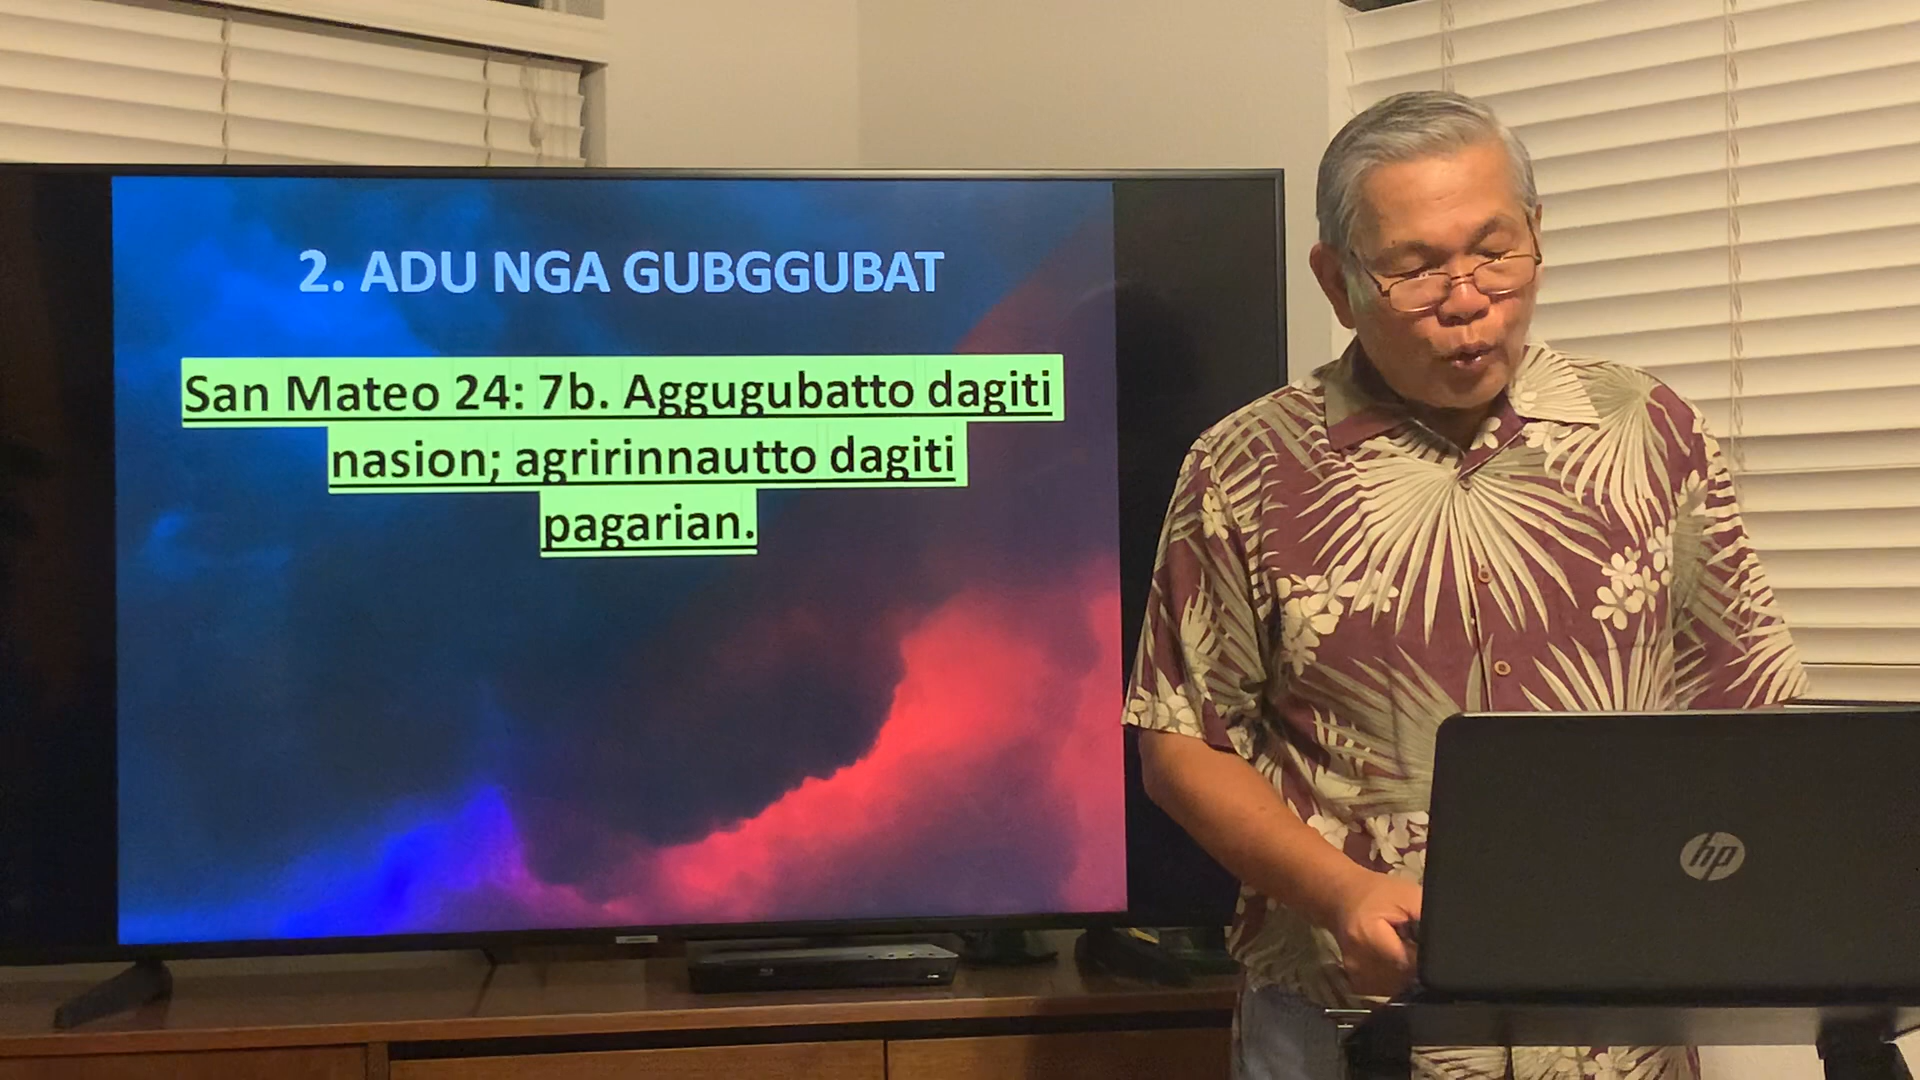 2. ADU NGA GUBGGUBAT
San Mateo 24: 7b. Aggugubatto dagiti
nasion; agririnnautto dagiti
pagarian.
hp